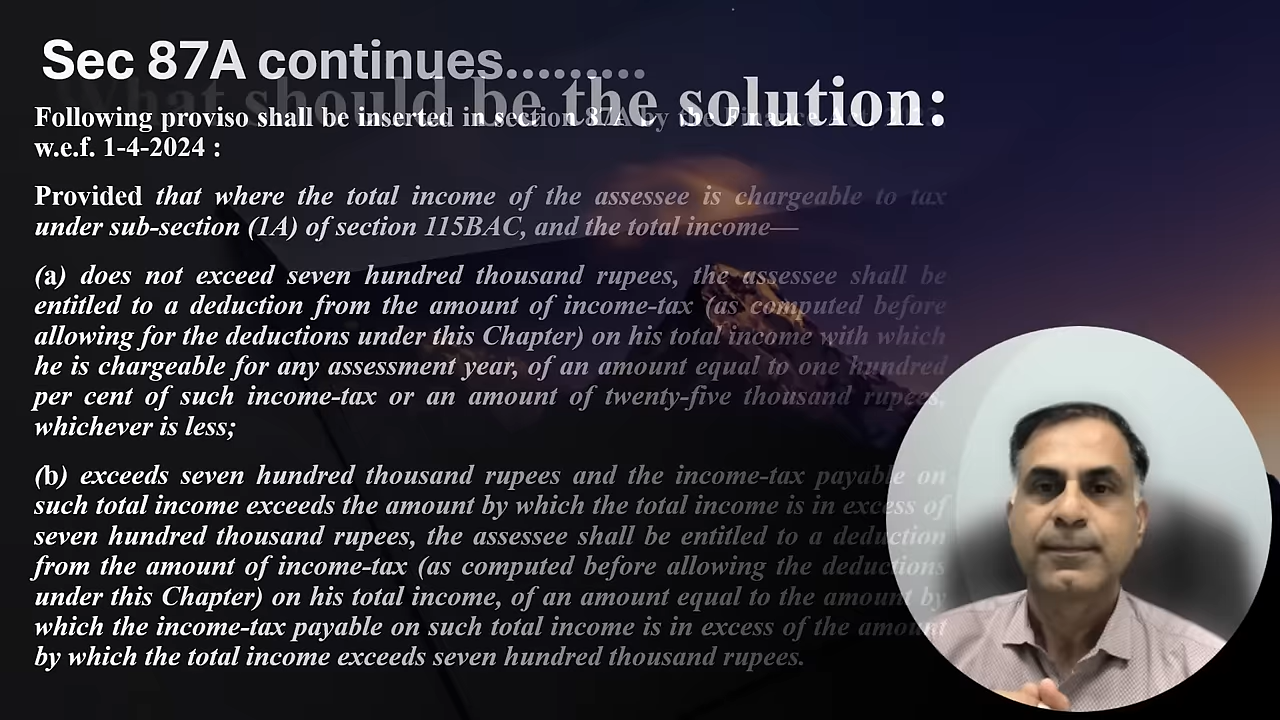 Sec 87A continues.........
What should be the solution:
Following proviso shall be inserted in section 87A by the Finance Act,
w.e.f. 1-4-2024 :
Provided that where the total income of the assessee is chargeable to tax
under sub-section (1A) of section 115BAC, and the total income—
(a) does not exceed seven hundred thousand rupees, the assessee shall be
entitled to a deduction from the amount of income-tax (as computed before
allowing for the deductions under this Chapter) on his total income with which
he is chargeable for any assessment year, of an amount equal to one hundred
per cent of such income-tax or an amount of twenty-five thousand rupees,
whichever is less;
(b) exceeds seven hundred thousand rupees and the income-tax payable on
such total income exceeds the amount by which the total income is in excess of
seven hundred thousand rupees, the assessee shall be entitled to a deduction
from the amount of income-tax (as computed before allowing the deductions
under this Chapter) on his total income, of an amount equal to the amount by
which the income-tax payable on such total income is in excess of the amount
by which the total income exceeds seven hundred thousand rupees.